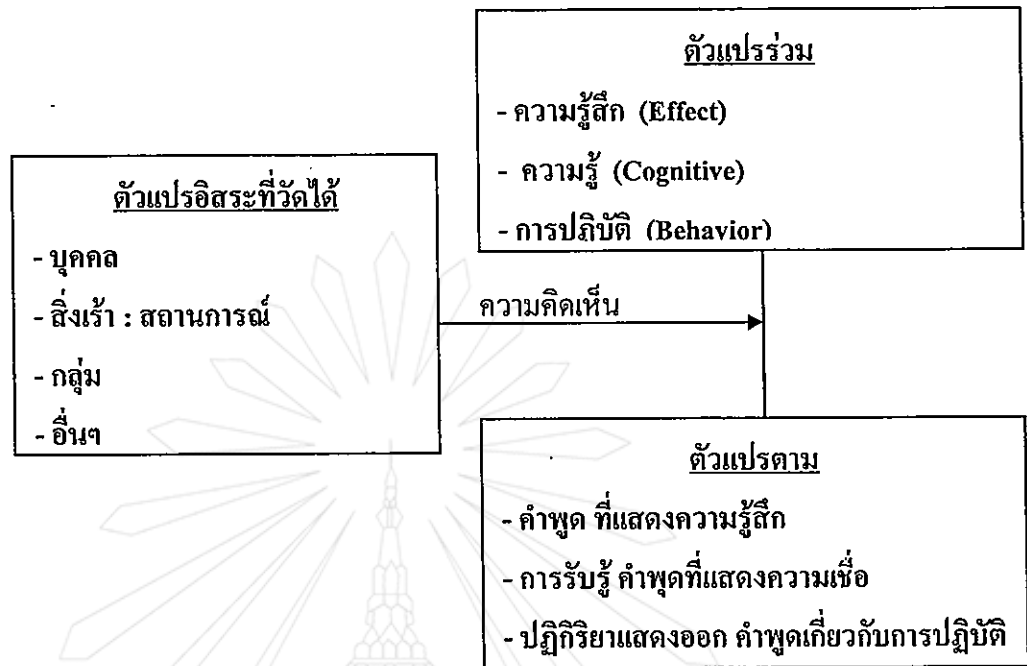 ตัวแปรร่วม
- ความรู้สึก (Effect)
- ความรู้ (Cognitive)
- การปฎิบัติ (Behavior)
ตัวแปรอิสระที่วัดได้
- บุคคล
- สิ่งเร้า : สถานการณ์
- กลุ่ม
- อื่นๆ
ความคิดเห็น
ตัวแปรตาม
- คำพูด ที่แสดงความรู้สึก
- การรับรู้ คำพุดที่แสดงความเชื่อ
- ปฏิกิริยาแสดงออก คำพูดเกี่ยวกับการปฏิบัติ